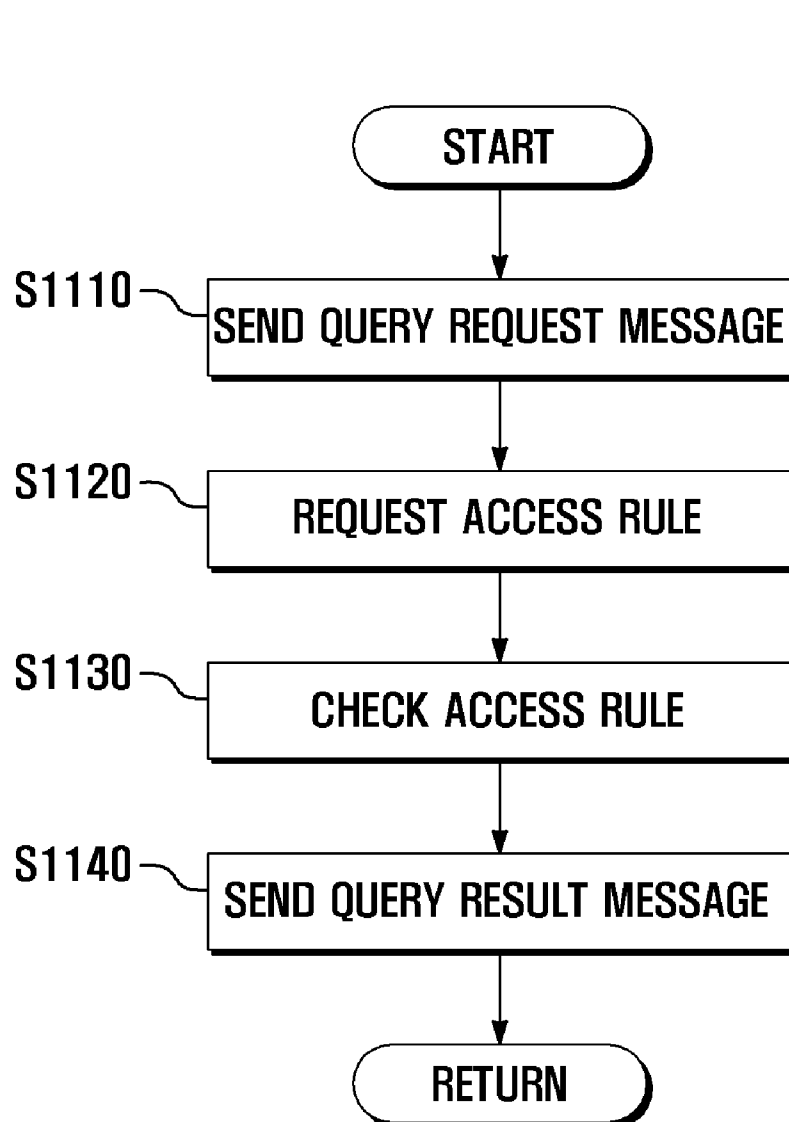 START
S1110
SEND QUERY REQUEST MESSAGE
S1120
REQUEST ACCESS RULE
S1130
CHECK ACCESS RULE
S1140
SEND QUERY RESULT MESSAGE
RETURN